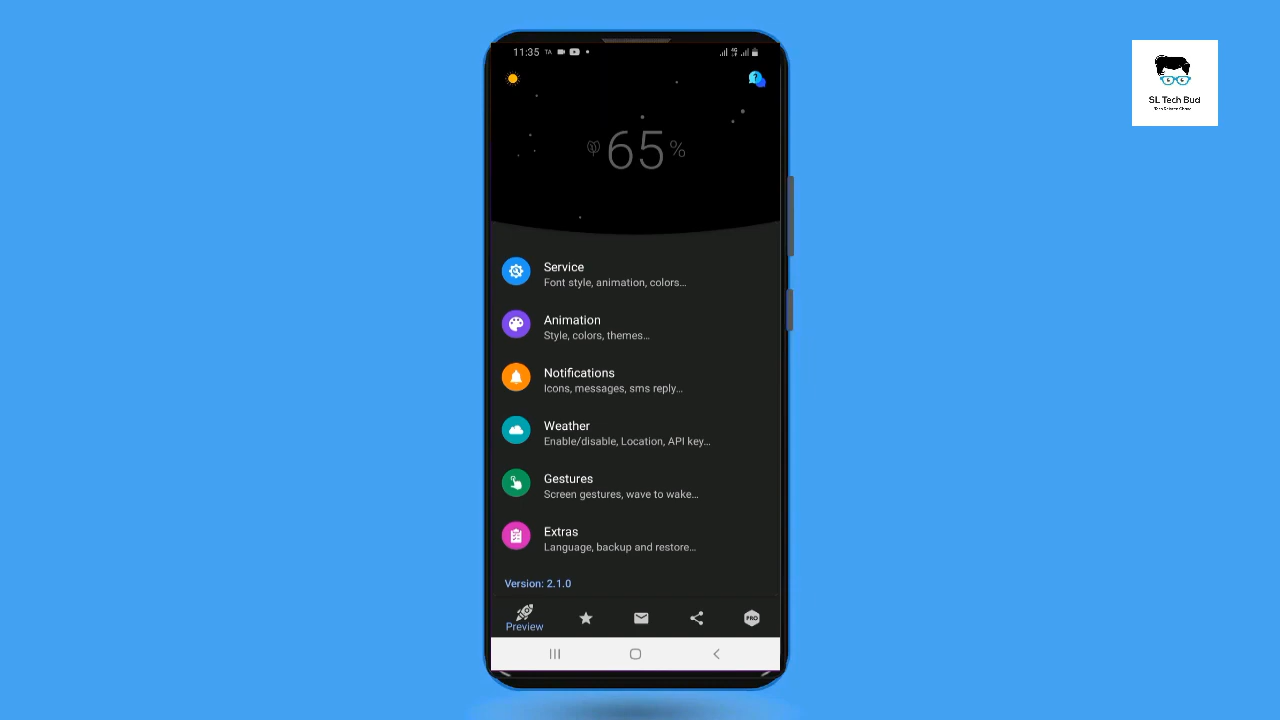 11:35
SL Tech Bud
65%
Service
Font style, animation, colors...
Animation
Style, colors, themes...
Notifications
Icons, messages, sms reply...
Weather
Enable/disable, Location, API key...
Gestures
Screen gestures, wave to wake...
Extras
Language, backup and restore...
Version: 2.1.0
Preview
PRO